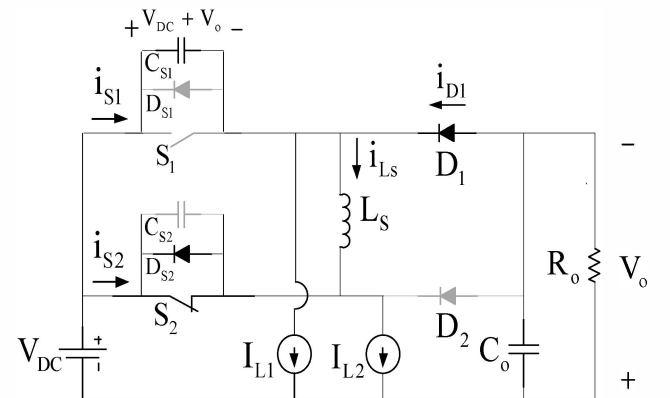 + V_DC + V_o −
C_S1
i_S1
D_S1
S_1
i_D1
D_1
−
i_Ls
L_S
C_S2
i_S2
D_S2
S_2
R_o
V_o
D_2
V_DC
+
−
I_L1
I_L2
C_o
+